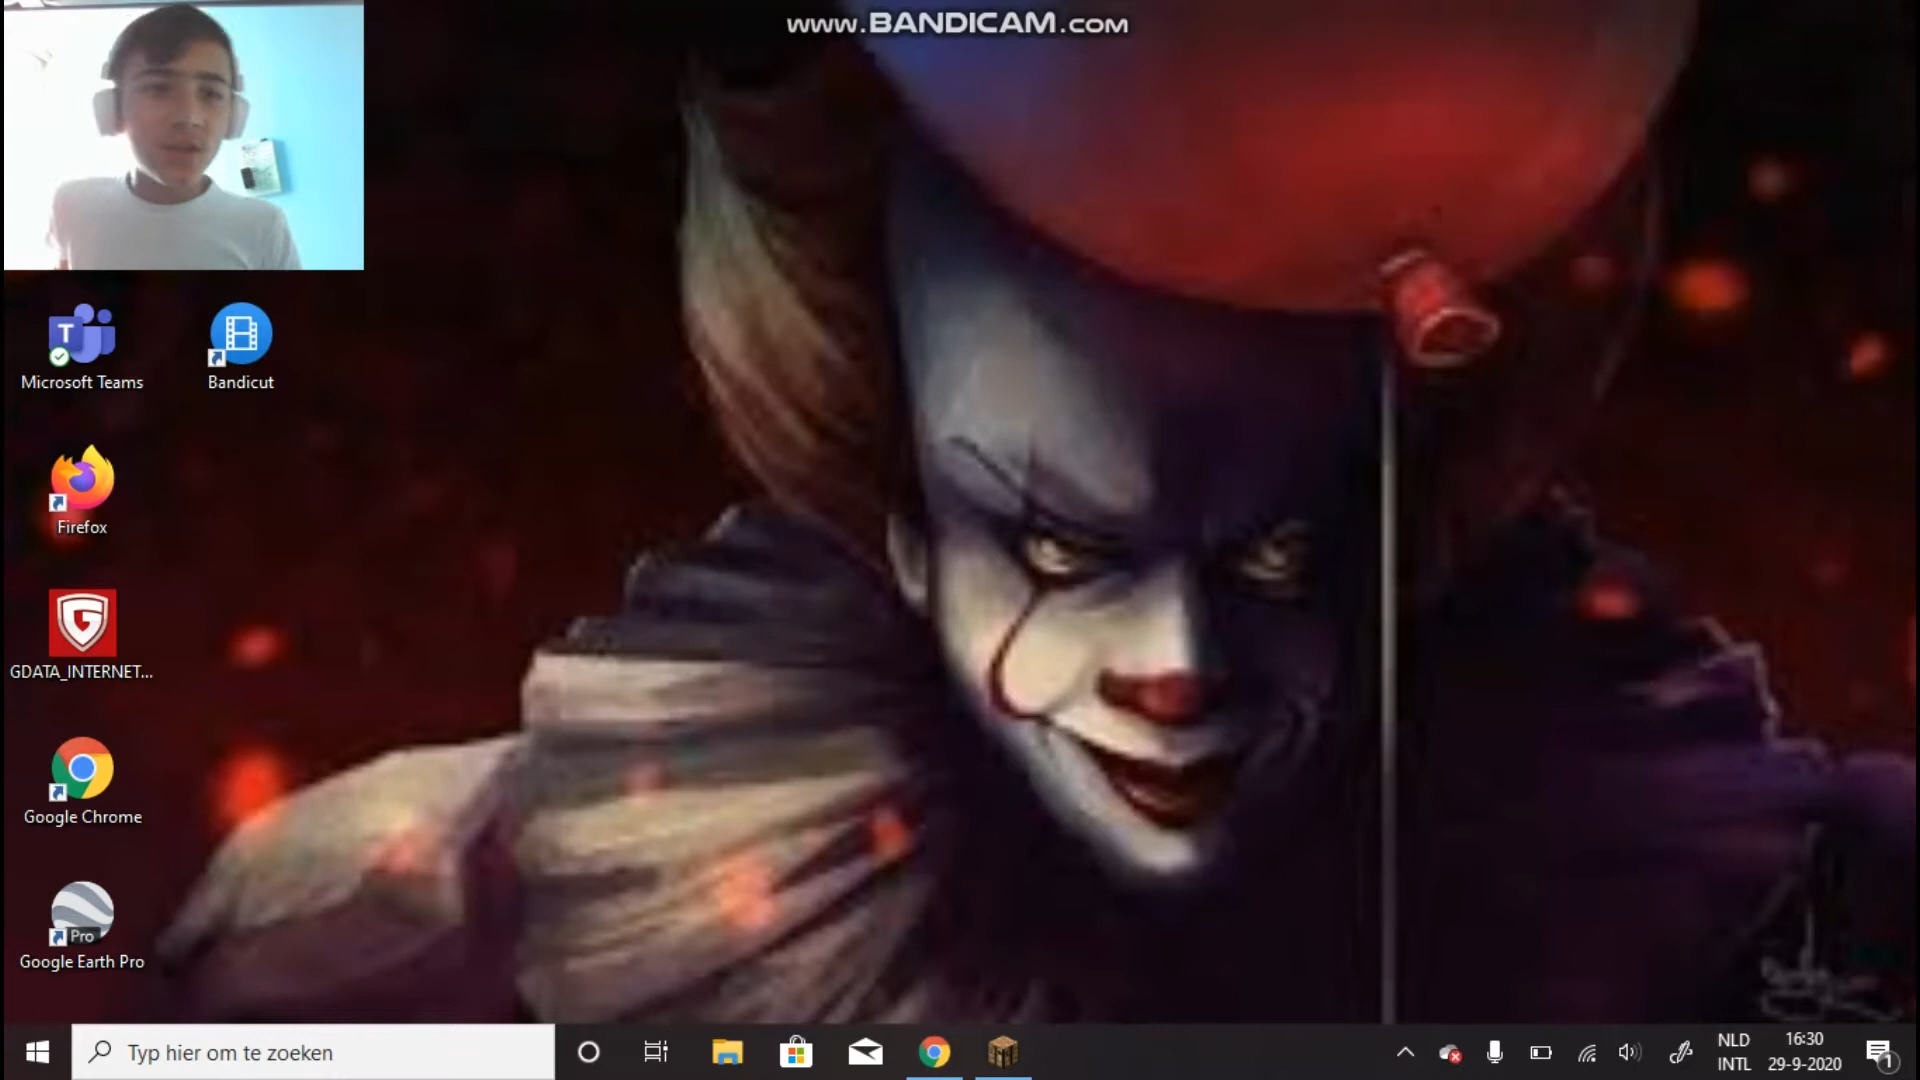 www.BANDICAM.COM
T
Microsoft Teams
Bandicut
Firefox
G
GDATA_INTERNET...
Google Chrome
Pro
Google Earth Pro
Typ hier om te zoeken
NLD
INTL
16:30
29-9-2020
1